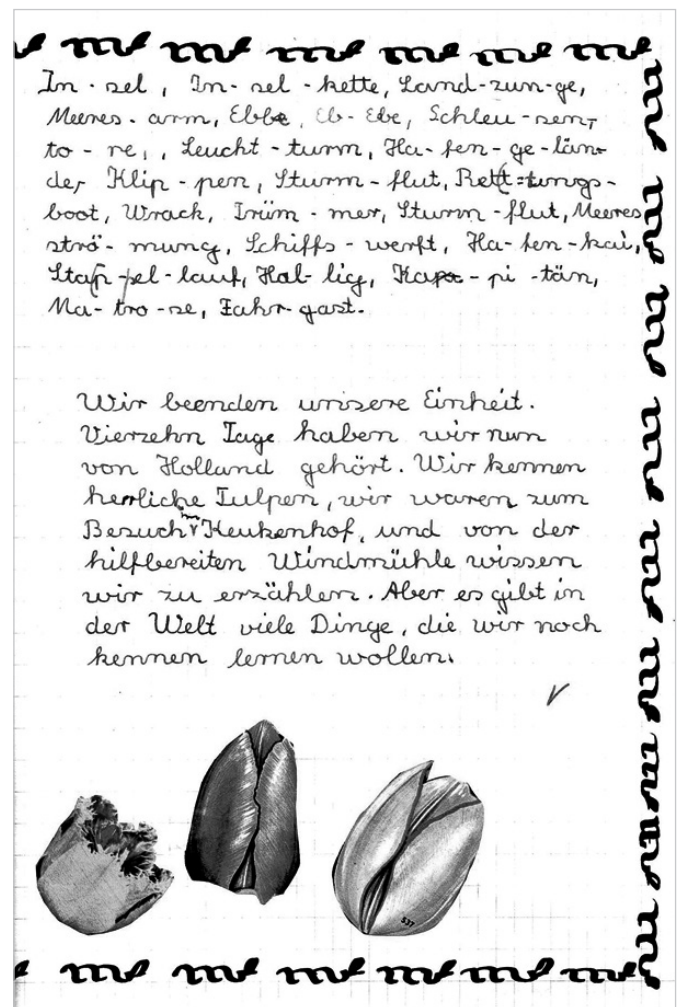 In - sel, In - sel - kette, Land - zun - ge,
Meeres - arm, Ebbe, Eb - Ebe, Schleu - sen,
to - re, , Leucht - turm, Ha - fen - ge - län-
de, Klip - pen, Sturm - flut, Rett - ungs -
boot, Wrack, Trüm - mer, Sturm - flut, Meeres
strö - mung, Schiffs - werft, Ha - fen - kai,
Stap - pel - lauf, Hal - lig, Ka - pi - tän,
Ma - tro - se, Fahr - gast.
Wir beenden unsere Einheit.
Vierzehn Tage haben wir nun
von Holland gehört. Wir kennen
herrliche Tulpen, wir waren zum
Besuch im Keukenhof, und von der
hilfbereiten Windmühle wissen
wir zu erzählen. Aber es gibt in
der Welt viele Dinge, die wir noch
kennen lernen wollen.
537